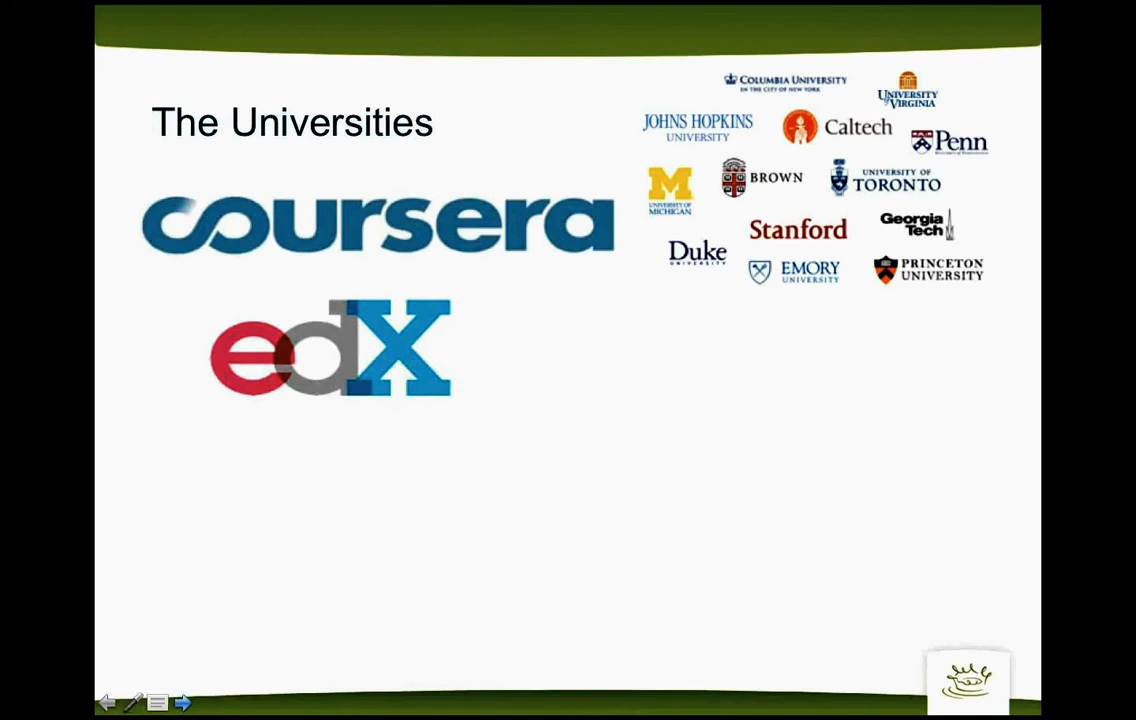 The Universities
coursera
edX
COLUMBIA UNIVERSITY
IN THE CITY OF NEW YORK
UNIVERSITY
of VIRGINIA
JOHNS HOPKINS
UNIVERSITY
Caltech
Penn
M
UNIVERSITY OF
MICHIGAN
BROWN
UNIVERSITY OF
TORONTO
Stanford
Georgia
Tech
Duke
UNIVERSITY
EMORY
UNIVERSITY
PRINCETON
UNIVERSITY